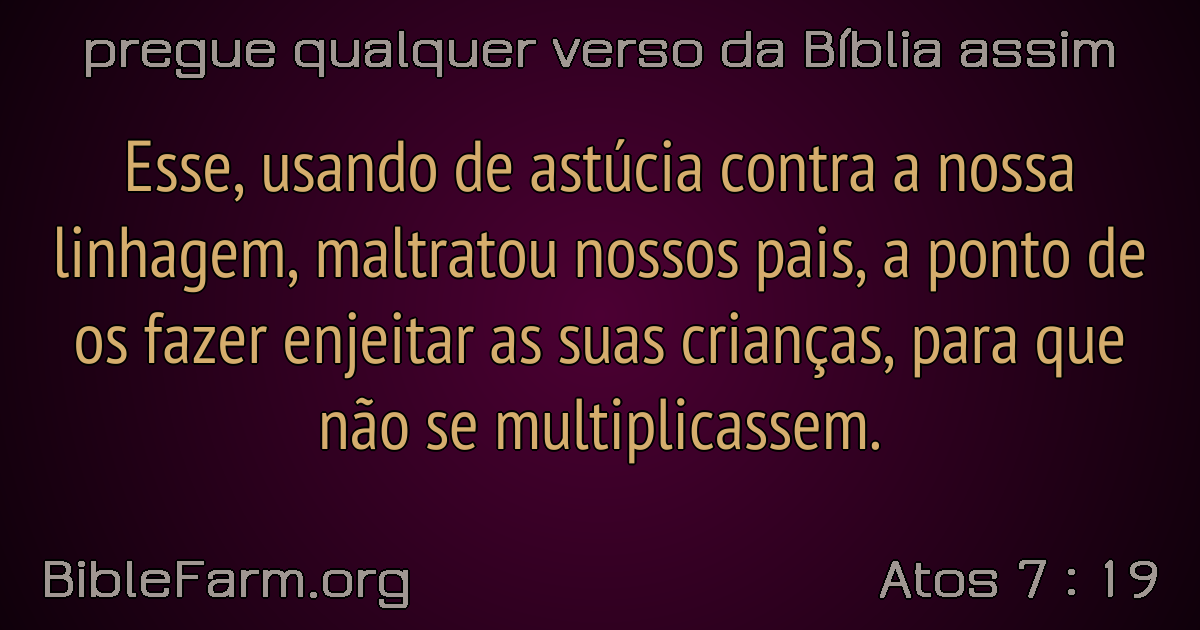 pregue qualquer verso da Bíblia assim
Esse, usando de astúcia contra a nossa
linhagem, maltratou nossos pais, a ponto de
os fazer enjeitar as suas crianças, para que
não se multiplicassem.
BibleFarm.org
Atos 7 : 19